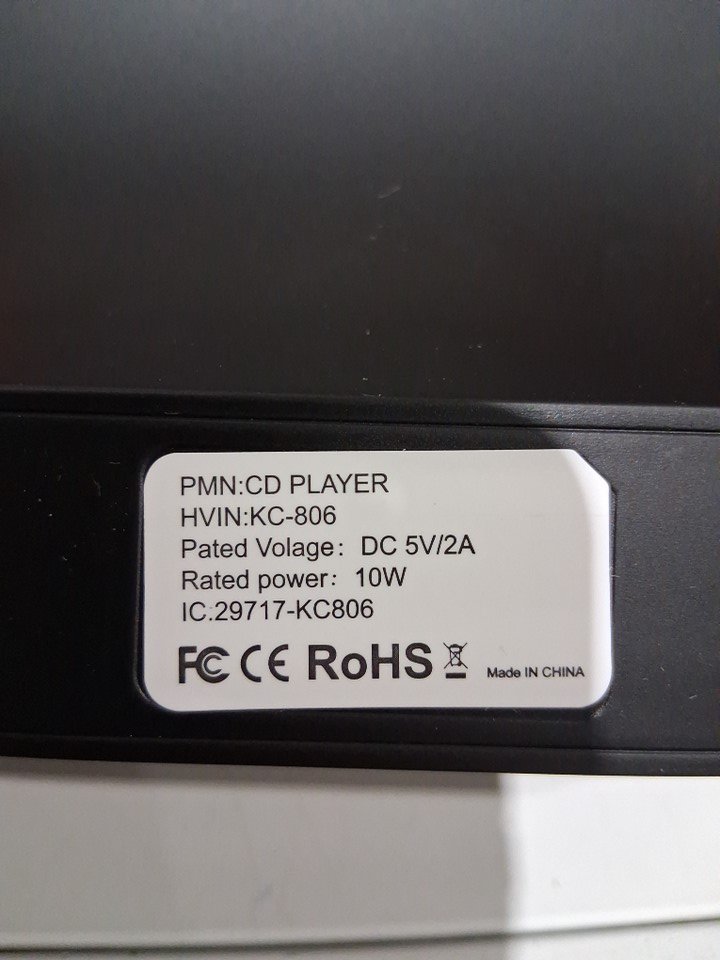 PMN:CD PLAYER
HVIN:KC-806
Pated Volage: DC 5V/2A
Rated power: 10W
IC:29717-KC806
FC CE RoHS Made IN CHINA